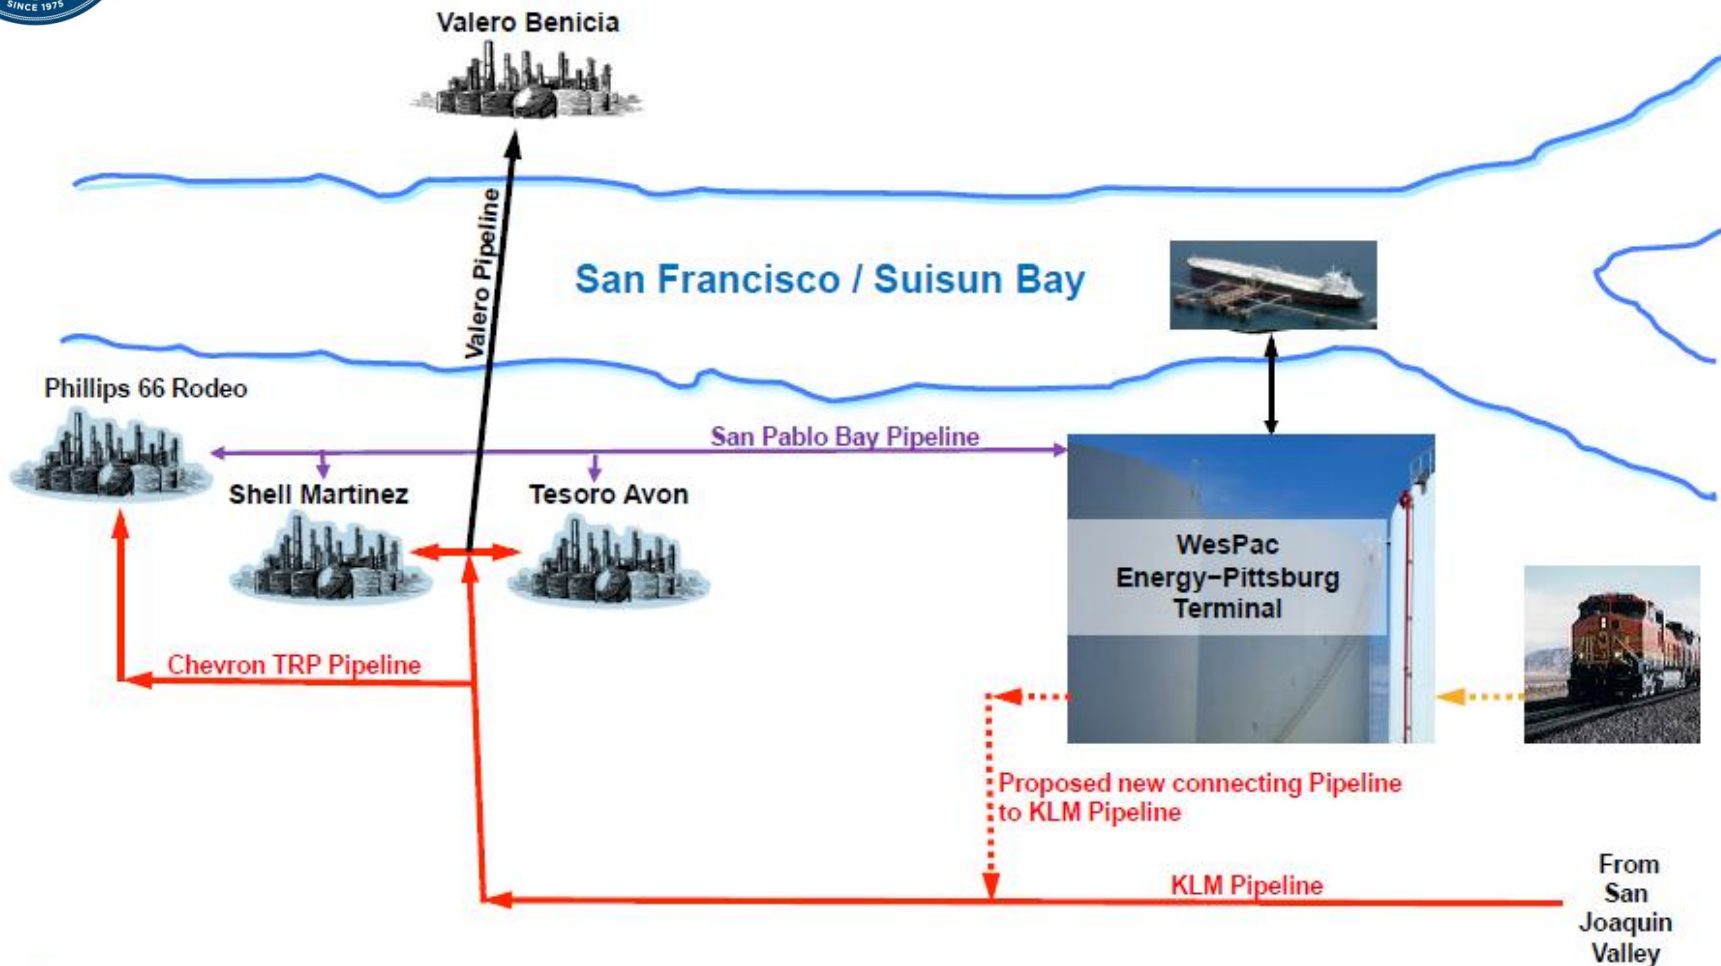 SINCE 1975
Valero Benicia
Valero Pipeline
San Francisco / Suisun Bay
Phillips 66 Rodeo
San Pablo Bay Pipeline
Shell Martinez
Tesoro Avon
WesPac
Energy–Pittsburg
Terminal
Chevron TRP Pipeline
Proposed new connecting Pipeline
to KLM Pipeline
KLM Pipeline
From
San
Joaquin
Valley